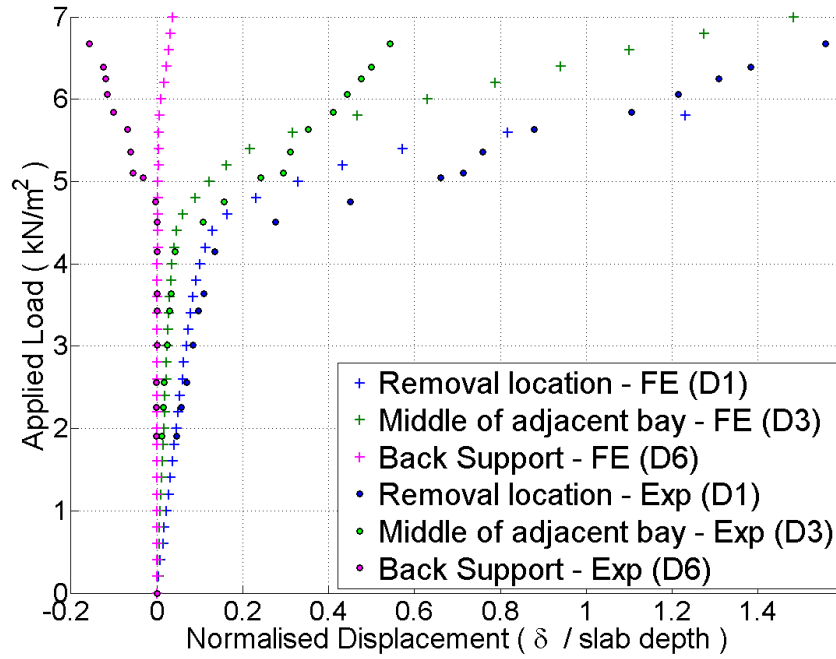 7
6
5
4
3
2
1
0
Applied Load ( kN/m²)
-0.2 0 0.2 0.4 0.6 0.8 1 1.2 1.4
Normalised Displacement ( δ / slab depth )
Removal location - FE (D1)
Middle of adjacent bay - FE (D3)
Back Support - FE (D6)
Removal location - Exp (D1)
Middle of adjacent bay - Exp (D3)
Back Support - Exp (D6)